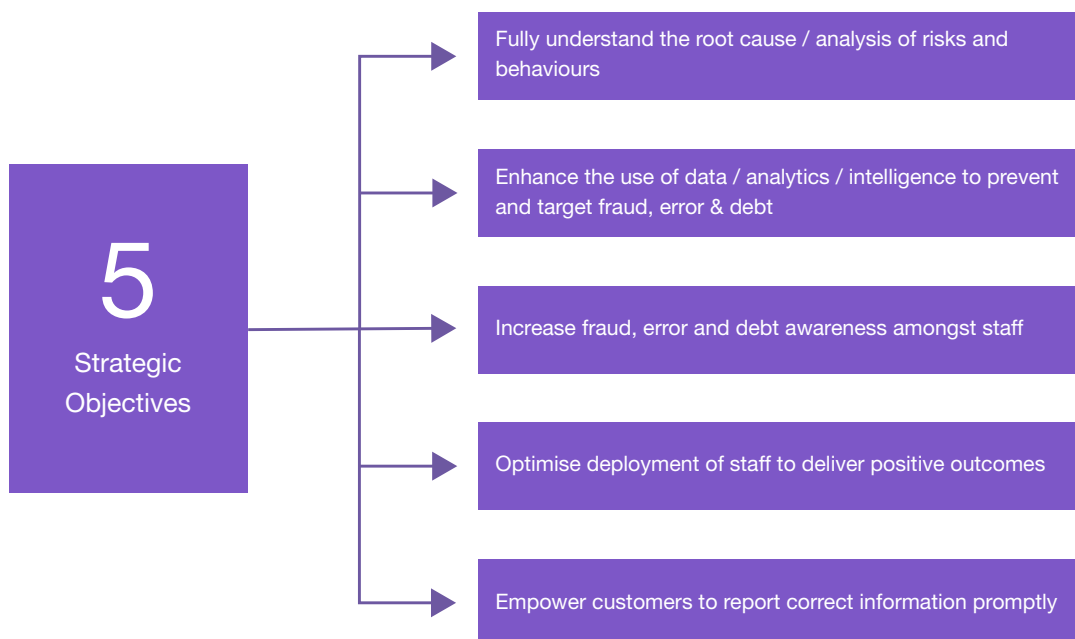 Fully understand the root cause / analysis of risks and
behaviours
Enhance the use of data / analytics / intelligence to prevent
and target fraud, error & debt
5
Strategic
Objectives
Increase fraud, error and debt awareness amongst staff
Optimise deployment of staff to deliver positive outcomes
Empower customers to report correct information promptly